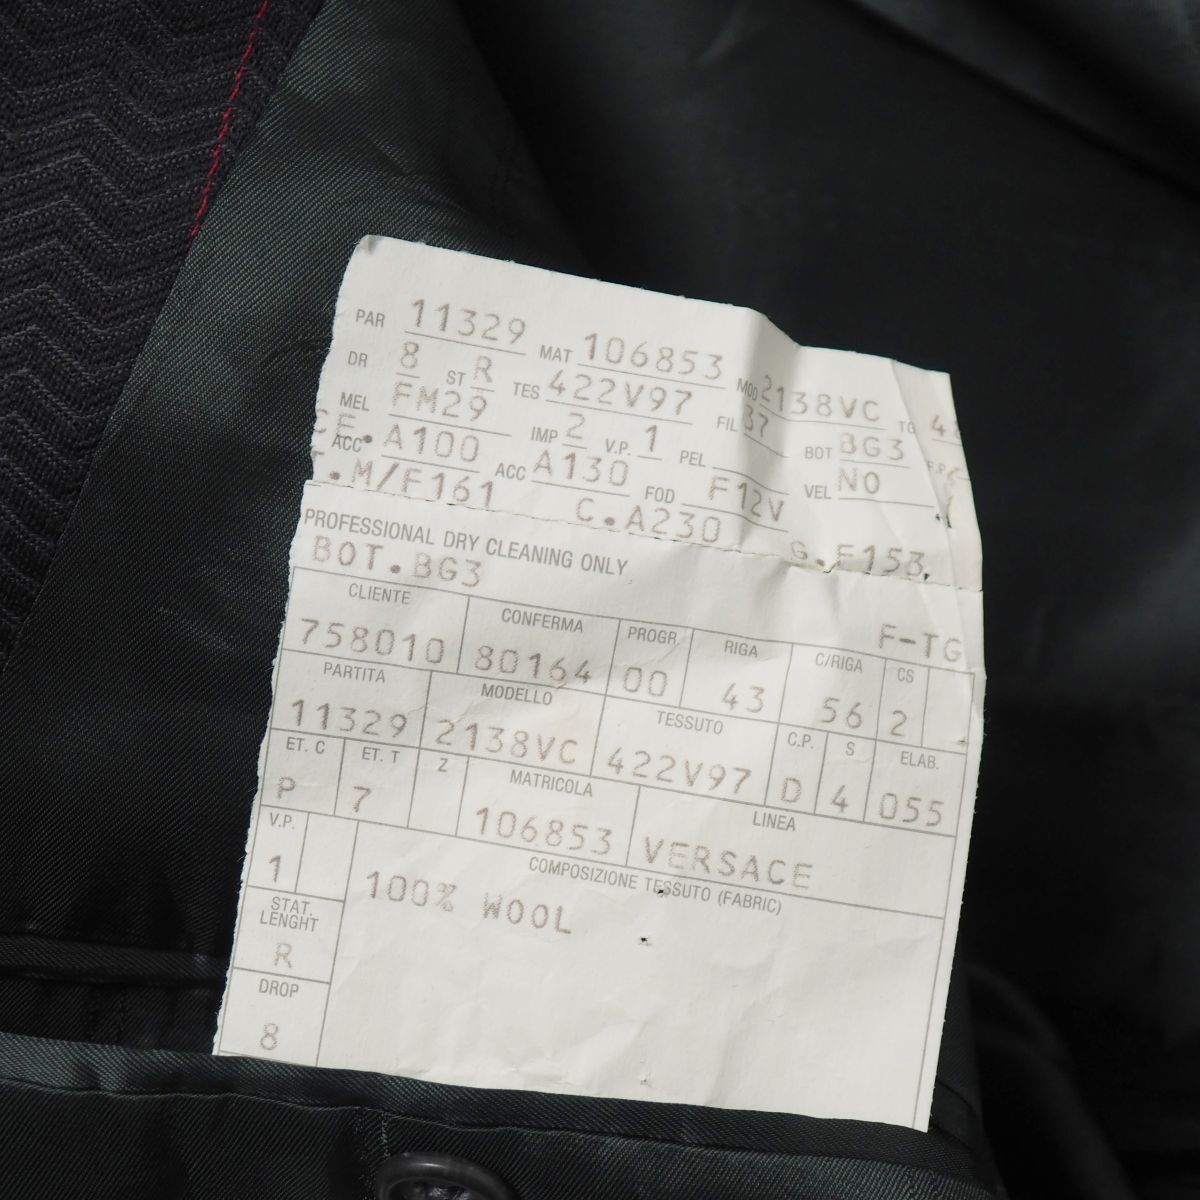 PAR 11329 MAT 106853 MOD 2138VC TG
DR 8 ST R TES 422V97 FIL 37 BOT BG3
MEL FM29 IMP 2 V.P. 1 PEL VEL NO
ACC A100 ACC A130 FOD F12V
.M/F161 C.A230 G.F153
PROFESSIONAL DRY CLEANING ONLY
BOT.BG3 F-TG
CLIENTE CONFERMA PROGR. RIGA C/RIGA CS
758010 80164 00 43 56 2
PARTITA MODELLO TESSUTO C.P. S ELAB.
11329 2138VC 422V97 D 4 055
ET. C ET. T Z MATRICOLA LINEA
P 7 106853 VERSACE
V.P. COMPOSIZIONE TESSUTO (FABRIC)
1 100% WOOL
STAT.
LENGHT
R
DROP
8